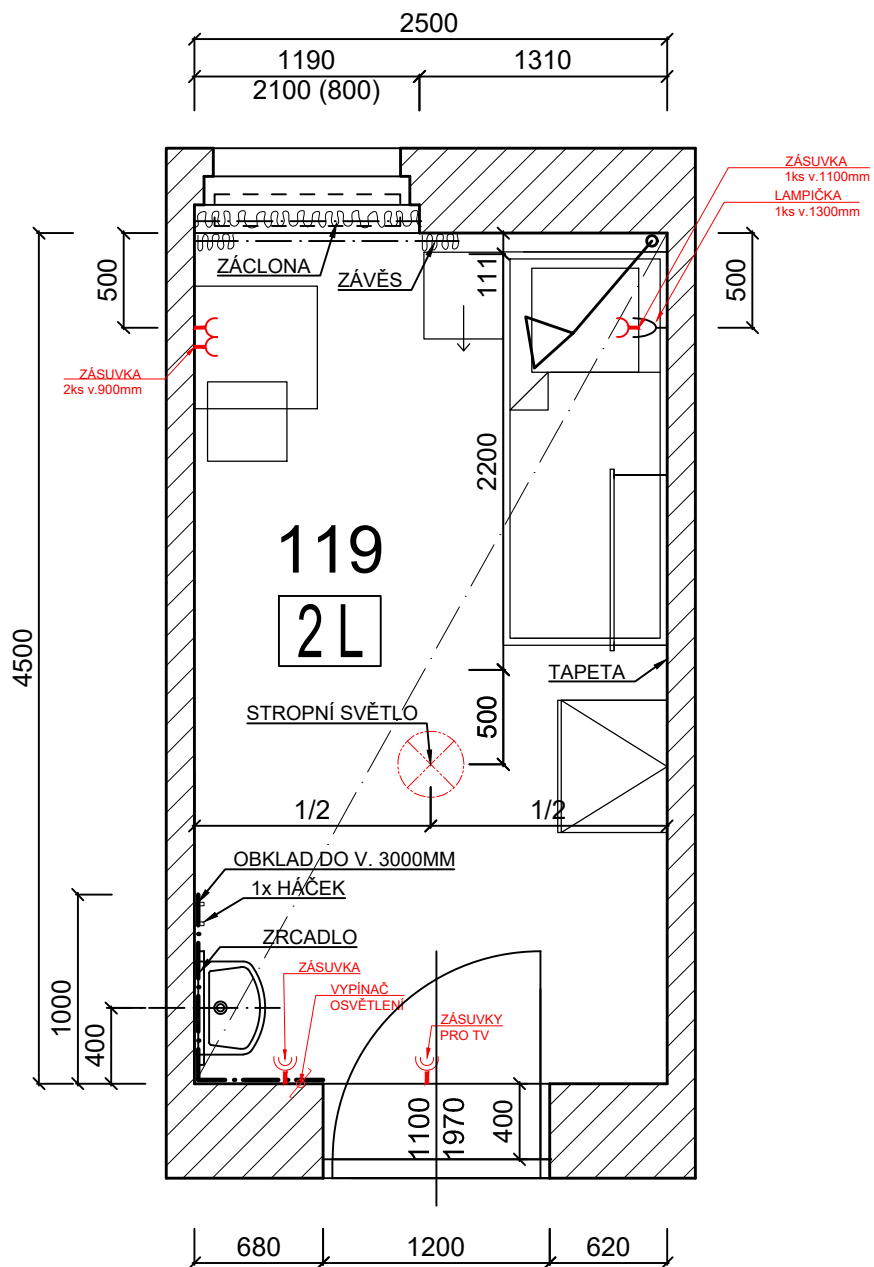 2500
1190
1310
2100 (800)
ZÁSUVKA
1ks v.1100mm
LAMPIČKA
1ks v.1300mm
500
ZÁCLONA
ZÁVĚS
111
500
ZÁSUVKA
2ks v.900mm
2200
119
2 L
4500
TAPETA
STROPNÍ SVĚTLO
500
1/2
1/2
OBKLAD DO V. 3000MM
1x HÁČEK
ZRCADLO
ZÁSUVKA
VYPÍNAČ
OSVĚTLENÍ
ZÁSUVKY
PRO TV
1000
400
1100
1970
400
680
1200
620